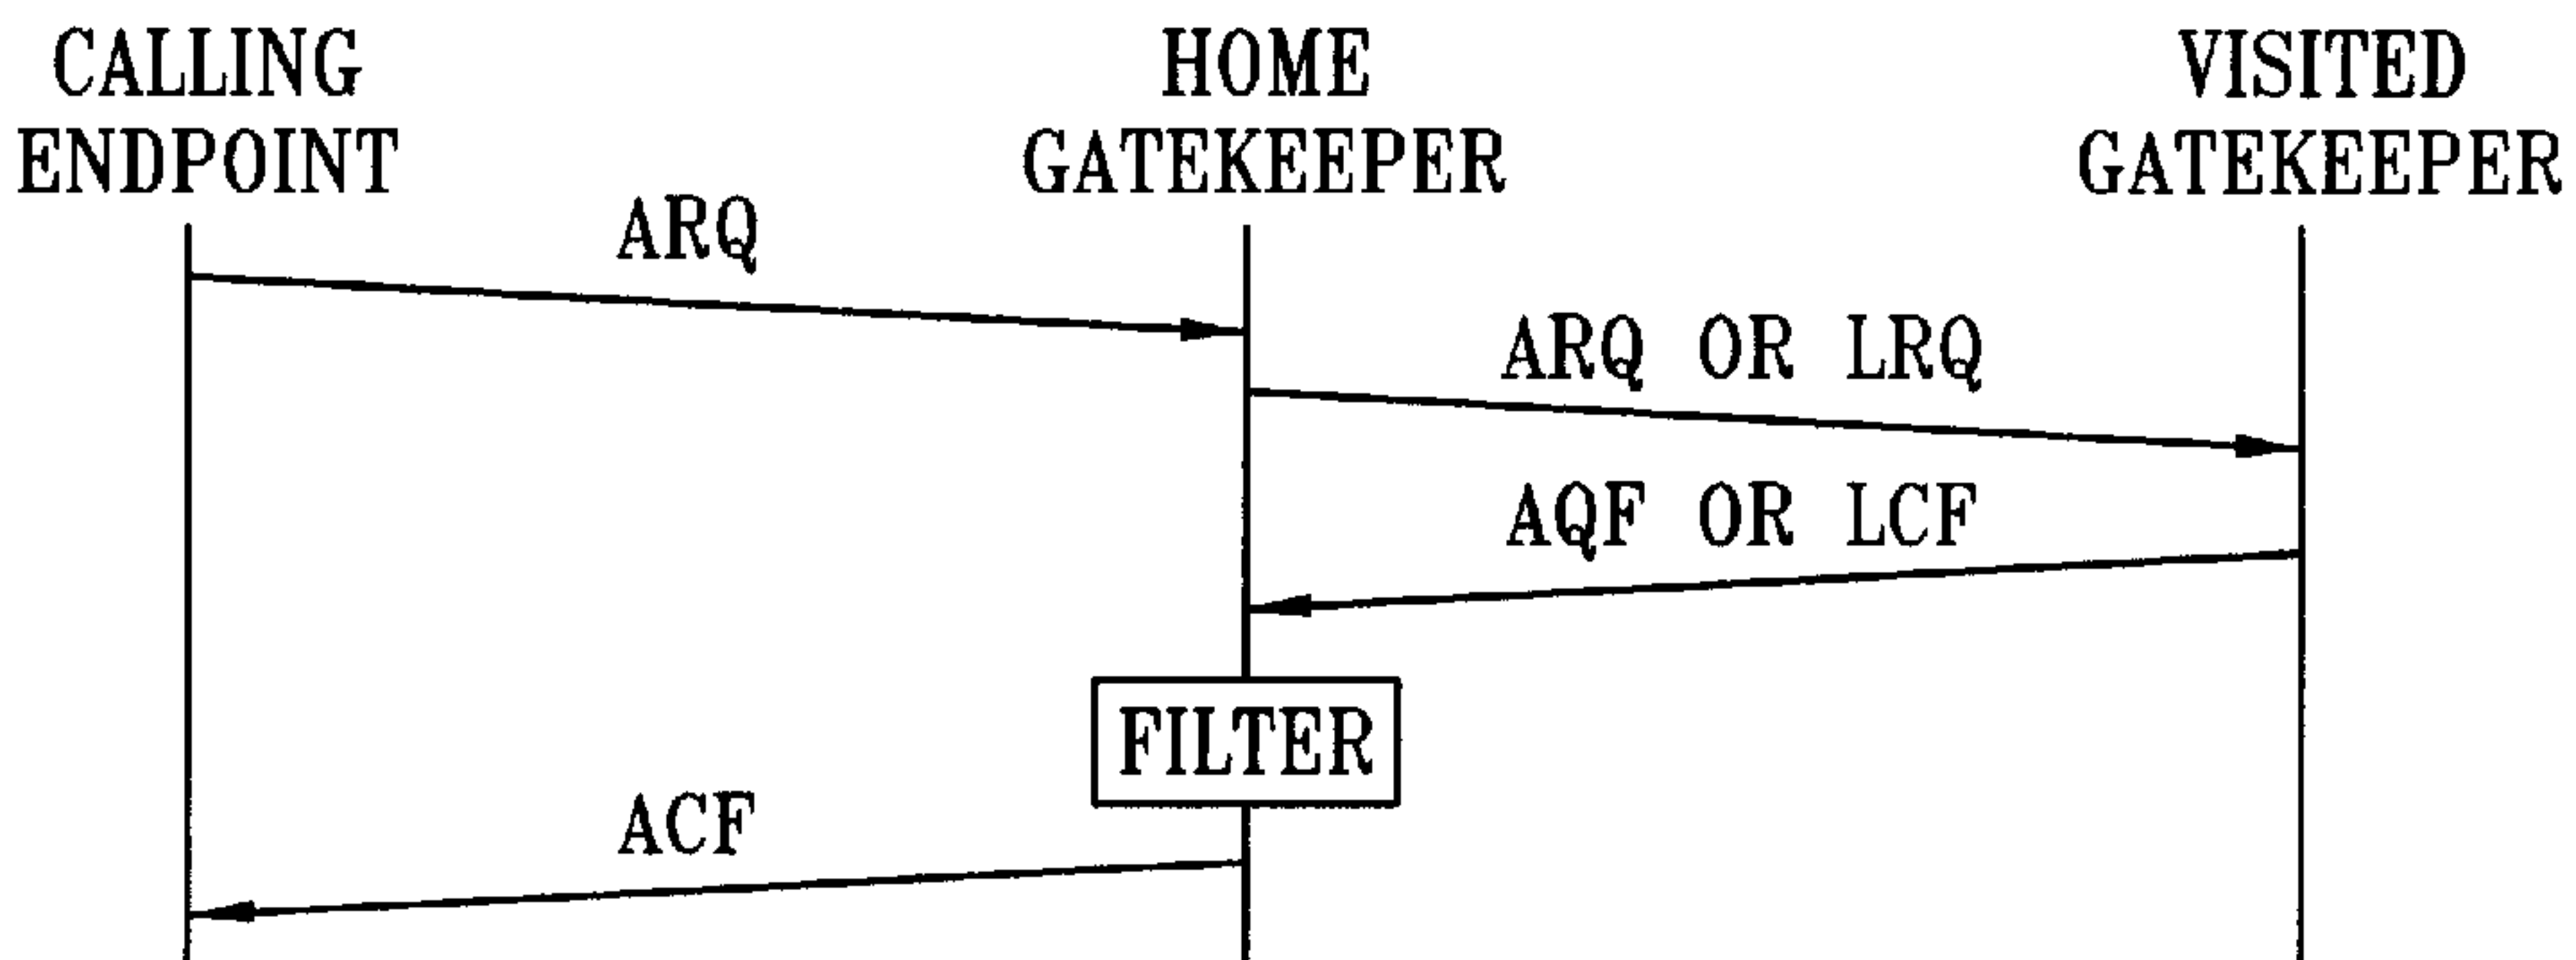 CALLING
ENDPOINT
HOME
GATEKEEPER
VISITED
GATEKEEPER
ARQ
ARQ OR LRQ
AQF OR LCF
FILTER
ACF